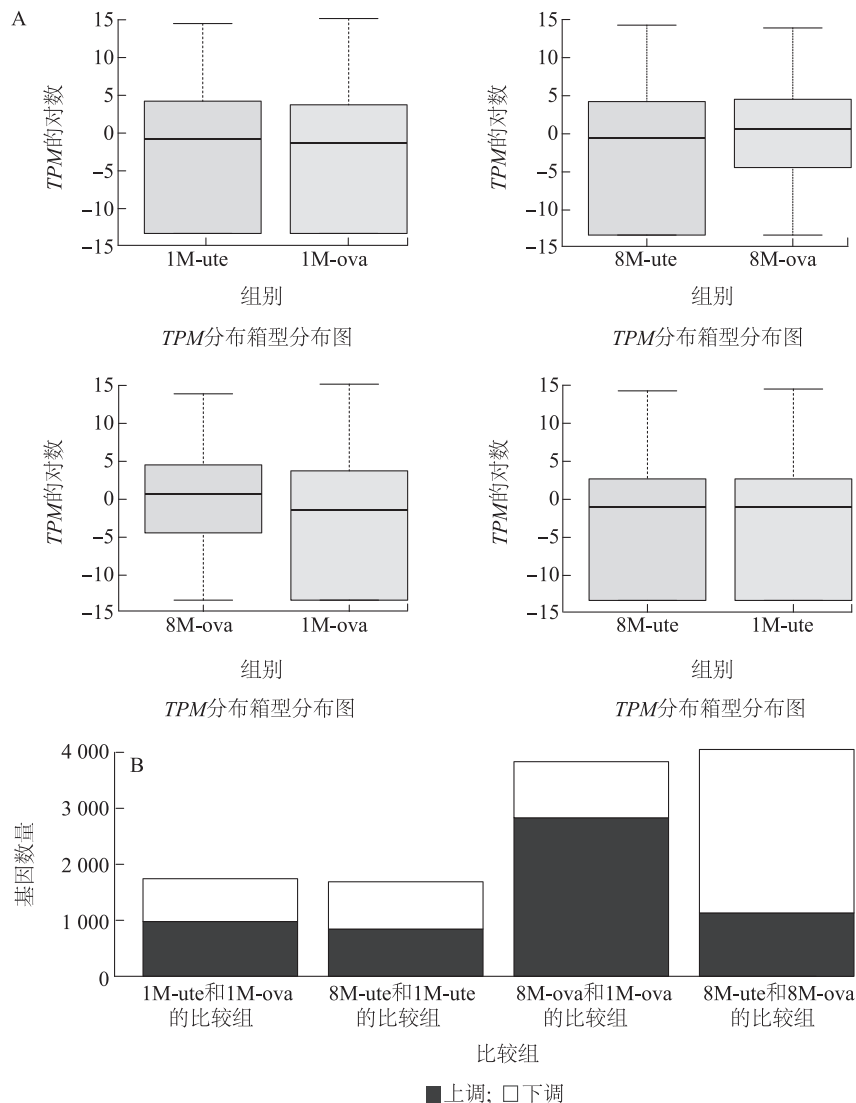 A
TPM的对数
15
10
5
0
−5
−10
−15
1M-ute 1M-ova
组别
TPM分布箱型分布图
TPM的对数
15
10
5
0
−5
−10
−15
8M-ute 8M-ova
组别
TPM分布箱型分布图
TPM的对数
15
10
5
0
−5
−10
−15
8M-ova 1M-ova
组别
TPM分布箱型分布图
TPM的对数
15
10
5
0
−5
−10
−15
8M-ute 1M-ute
组别
TPM分布箱型分布图
B
基因数量
4 000
3 000
2 000
1 000
0
1M-ute和1M-ova
的比较组
8M-ute和1M-ute
的比较组
8M-ova和1M-ova
的比较组
8M-ute和8M-ova
的比较组
比较组
■上调; □下调